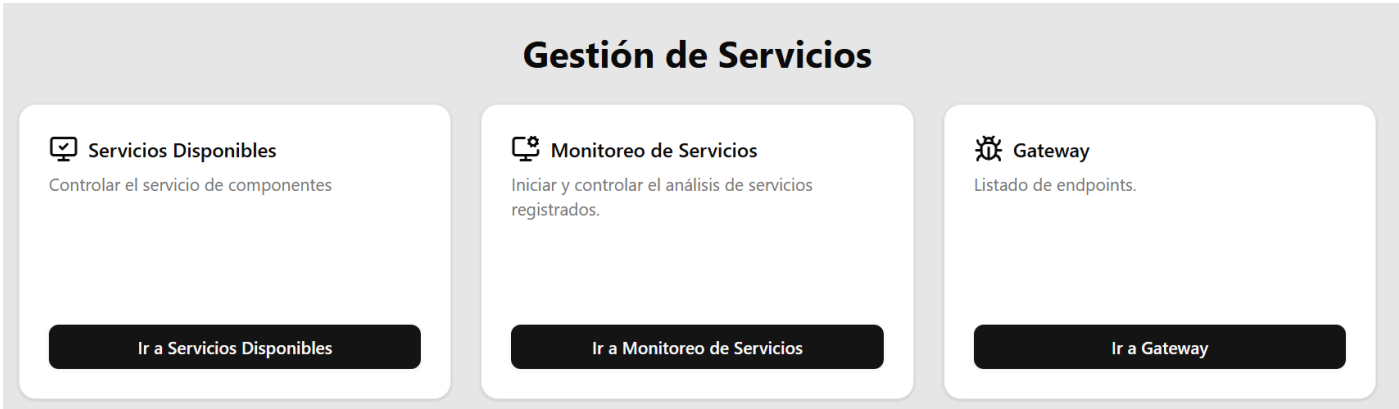 Gestión de Servicios
Servicios Disponibles
Controlar el servicio de componentes
Ir a Servicios Disponibles
Monitoreo de Servicios
Iniciar y controlar el análisis de servicios
registrados.
Ir a Monitoreo de Servicios
Gateway
Listado de endpoints.
Ir a Gateway